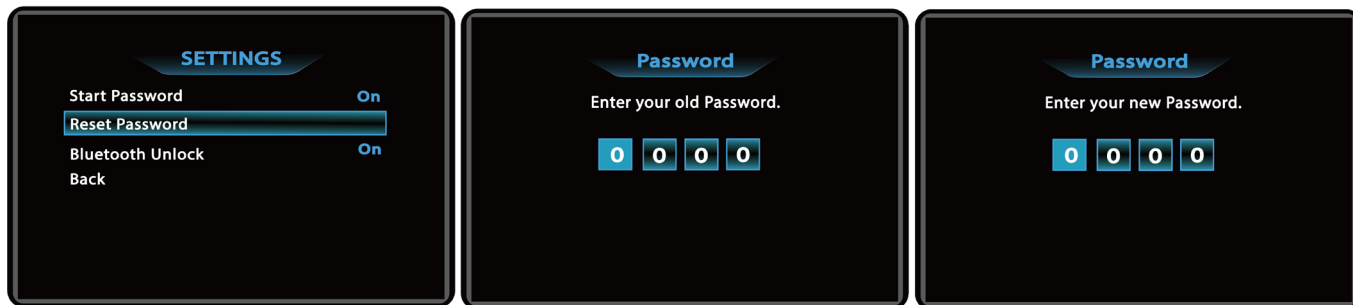 SETTINGS
Start Password On
Reset Password
Bluetooth Unlock On
Back
Password
Enter your old Password.
0 0 0 0
Password
Enter your new Password.
0 0 0 0